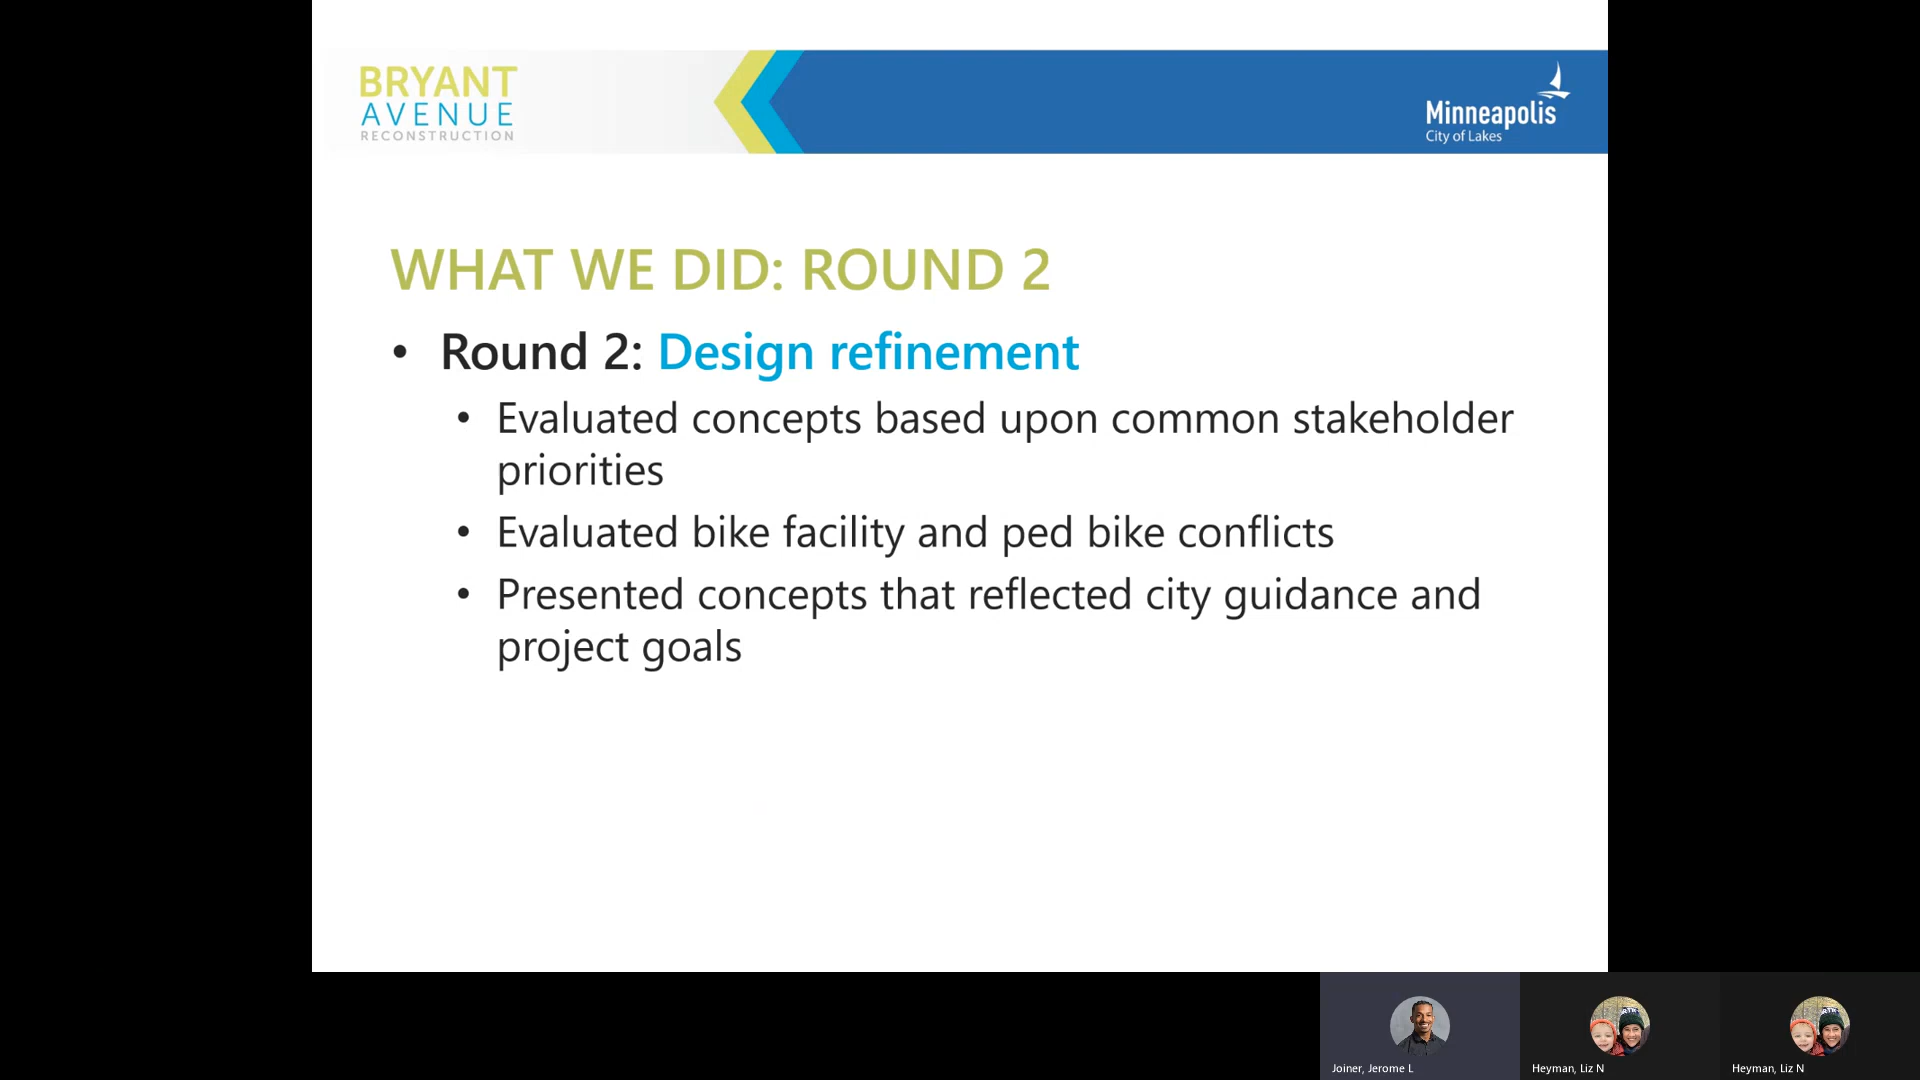 BRYANT
AVENUE
RECONSTRUCTION
Minneapolis
City of Lakes
WHAT WE DID: ROUND 2
• Round 2: Design refinement
• Evaluated concepts based upon common stakeholder
priorities
• Evaluated bike facility and ped bike conflicts
• Presented concepts that reflected city guidance and
project goals
Joiner, Jerome L
Heyman, Liz N
Heyman, Liz N